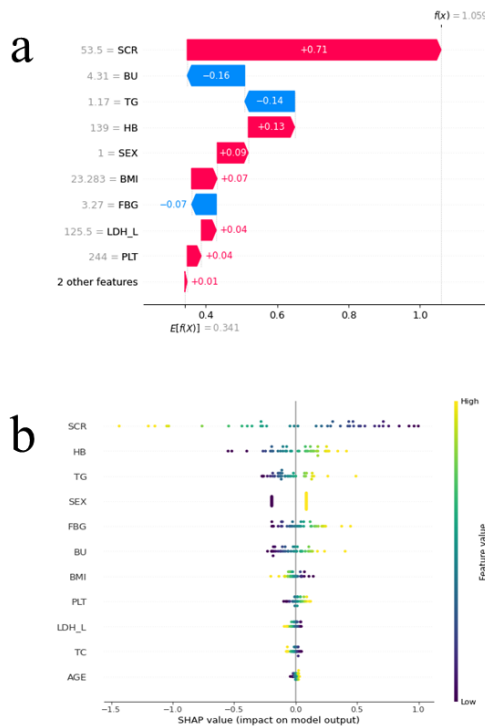 a
f(x) = 1.059
53.5 = SCR
+0.71
4.31 = BU
−0.16
1.17 = TG
−0.14
139 = HB
+0.13
1 = SEX
+0.09
23.283 = BMI
+0.07
3.27 = FBG
−0.07
125.5 = LDH_L
+0.04
244 = PLT
+0.04
2 other features
+0.01
0.4 0.6 0.8 1.0
E[f(X)] = 0.341
b
High
SCR
HB
TG
SEX
FBG
BU
BMI
PLT
LDH_L
TC
AGE
Feature value
Low
−1.5 −1.0 −0.5 0.0 0.5 1.0
SHAP value (impact on model output)